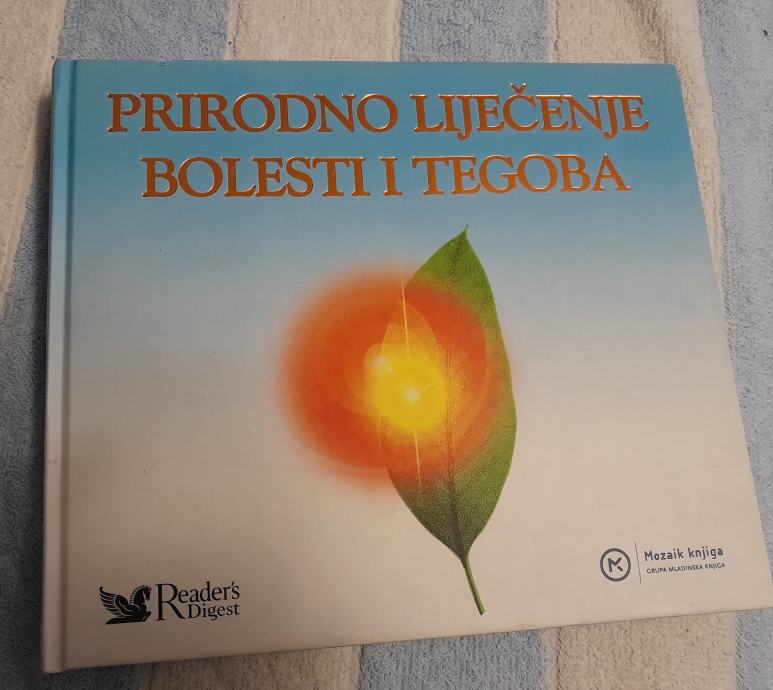 PRIRODNO LIJEČENJE
BOLESTI I TEGOBA
Reader's
Digest
Mozaik knjiga
GRUPA MLADINSKA KNJIGA